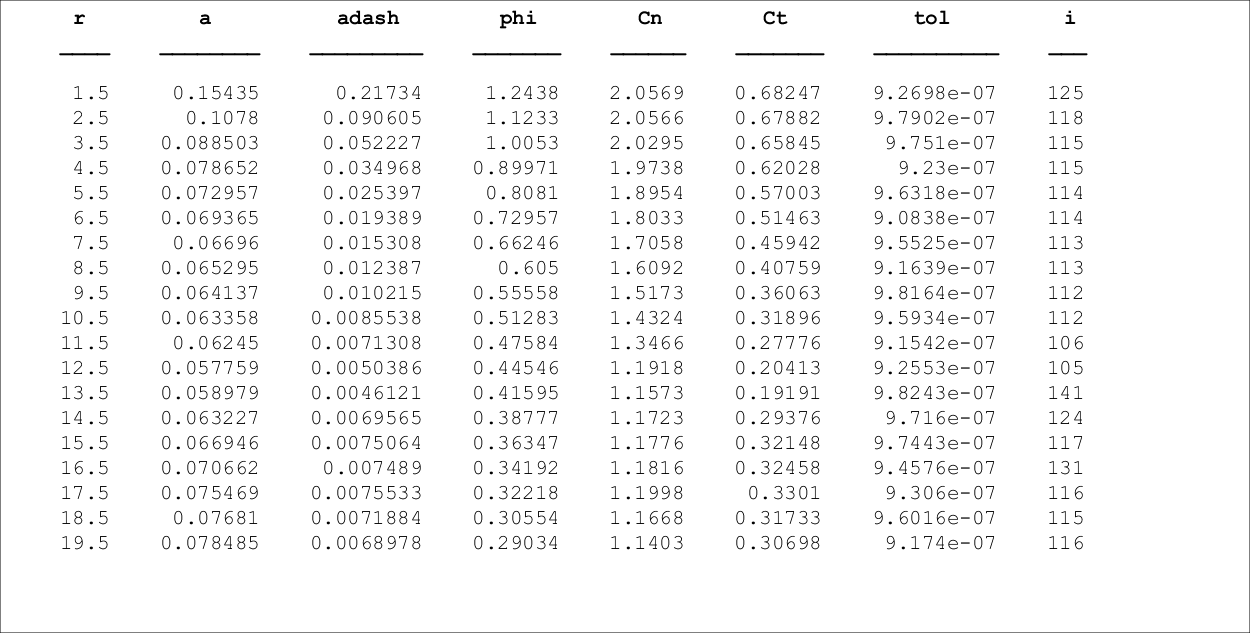 r a adash phi Cn Ct tol i
1.5 0.15435 0.21734 1.2438 2.0569 0.68247 9.2698e-07 125
2.5 0.1078 0.090605 1.1233 2.0566 0.67882 9.7902e-07 118
3.5 0.088503 0.052227 1.0053 2.0295 0.65845 9.751e-07 115
4.5 0.078652 0.034968 0.89971 1.9738 0.62028 9.23e-07 115
5.5 0.072957 0.025397 0.8081 1.8954 0.57003 9.6318e-07 114
6.5 0.069365 0.019389 0.72957 1.8033 0.51463 9.0838e-07 114
7.5 0.06696 0.015308 0.66246 1.7058 0.45942 9.5525e-07 113
8.5 0.065295 0.012387 0.605 1.6092 0.40759 9.1639e-07 113
9.5 0.064137 0.010215 0.55558 1.5173 0.36063 9.8164e-07 112
10.5 0.063358 0.0085538 0.51283 1.4324 0.31896 9.5934e-07 112
11.5 0.06245 0.0071308 0.47584 1.3466 0.27776 9.1542e-07 106
12.5 0.057759 0.0050386 0.44546 1.1918 0.20413 9.2553e-07 105
13.5 0.058979 0.0046121 0.41595 1.1573 0.19191 9.8243e-07 141
14.5 0.063227 0.0069565 0.38777 1.1723 0.29376 9.716e-07 124
15.5 0.066946 0.0075064 0.36347 1.1776 0.32148 9.7443e-07 117
16.5 0.070662 0.007489 0.34192 1.1816 0.32458 9.4576e-07 131
17.5 0.075469 0.0075533 0.32218 1.1998 0.3301 9.306e-07 116
18.5 0.07681 0.0071884 0.30554 1.1668 0.31733 9.6016e-07 115
19.5 0.078485 0.0068978 0.29034 1.1403 0.30698 9.174e-07 116